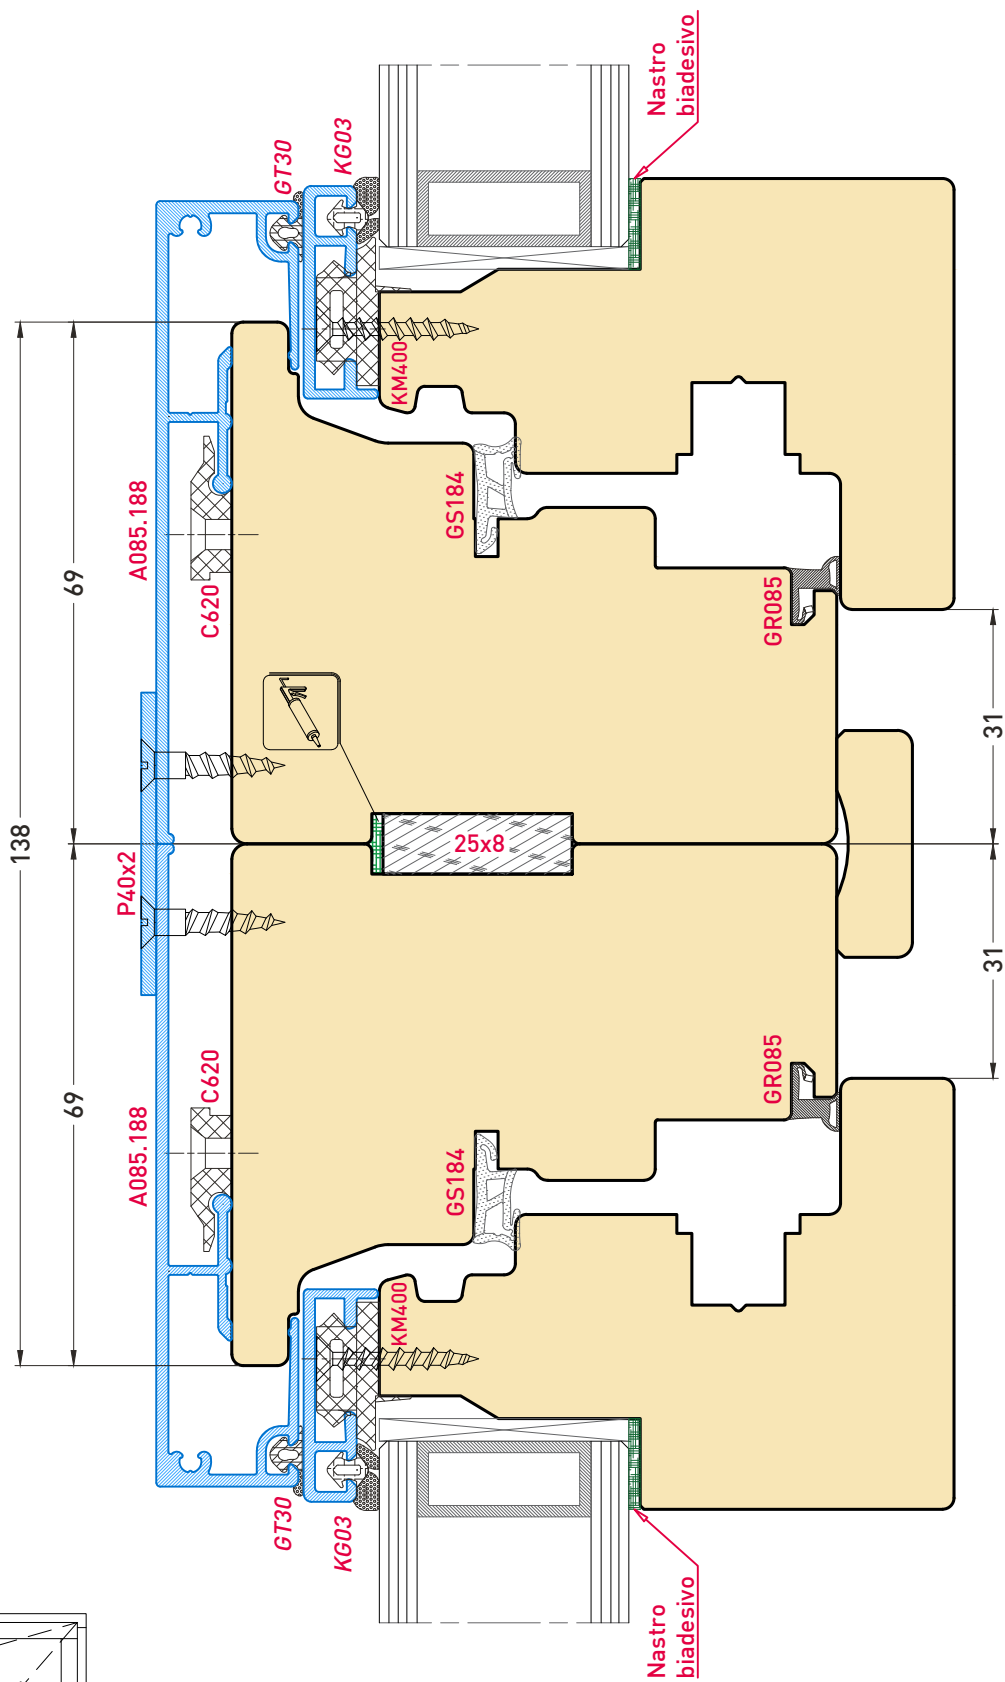 Nastro
biadesivo
GT30
KG03
KM400
A085.188
C620
GS184
GR085
69
138
31
25x8
P40x2
69
31
A085.188
C620
GS184
GR085
KM400
GT30
KG03
Nastro
biadesivo